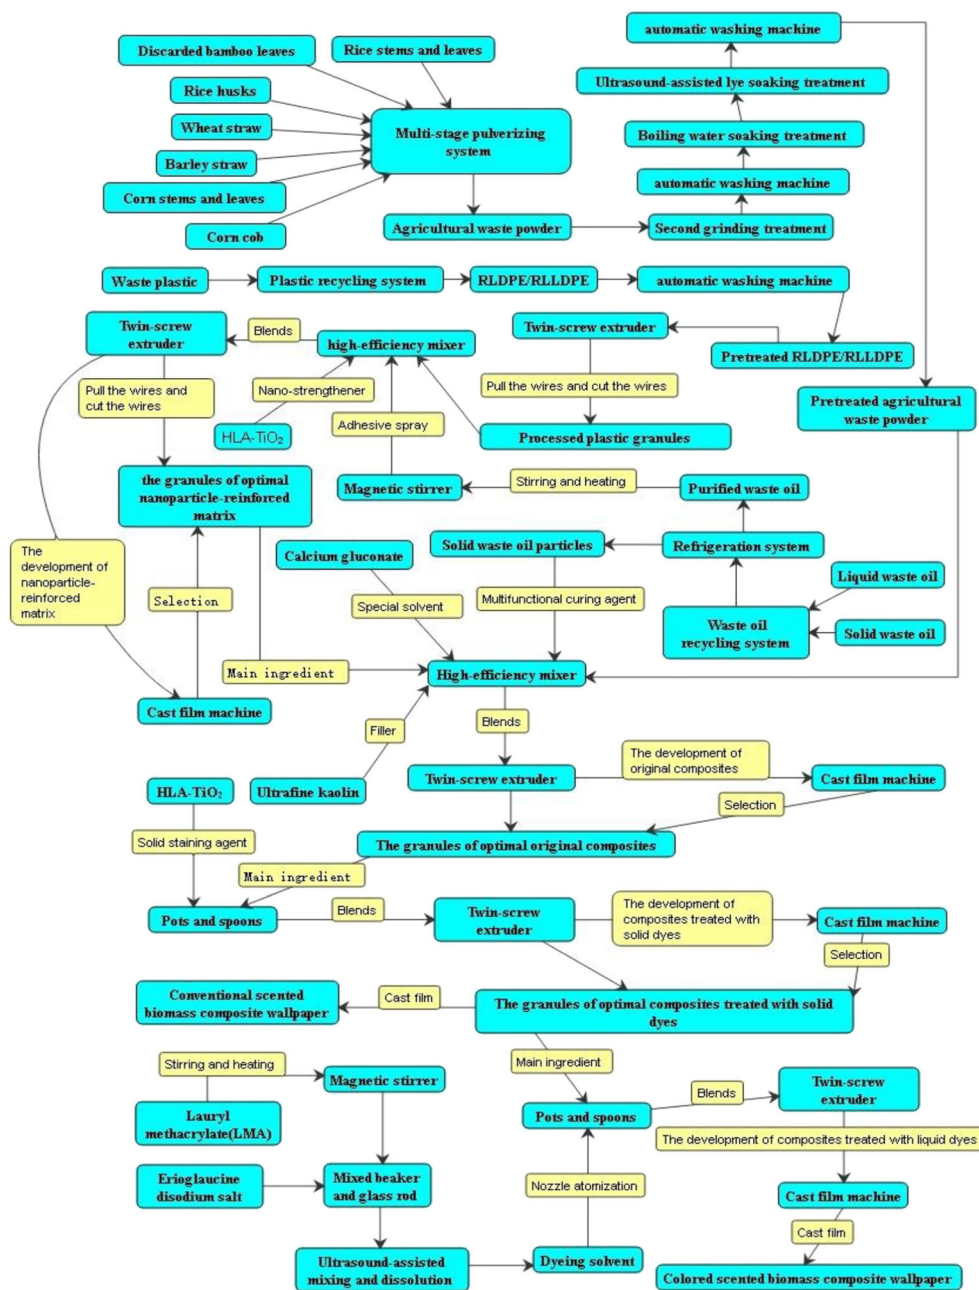 automatic washing machine
Discarded bamboo leaves
Rice stems and leaves
Ultrasound-assisted lye soaking treatment
Rice husks
Wheat straw
Multi-stage pulverizing
system
Boiling water soaking treatment
Barley straw
automatic washing machine
Corn stems and leaves
Corn cob
Agricultural waste powder
Second grinding treatment
Waste plastic
Plastic recycling system
RLDPE/RLLDPE
automatic washing machine
Twin-screw
extruder
Blends
high-efficiency mixer
Twin-screw extruder
Pretreated RLDPE/RLLDPE
Pull the wires and
cut the wires
Nano-strengthener
Pull the wires and cut the wires
Pretreated agricultural
waste powder
HLA-TiO₂
Adhesive spray
Processed plastic granules
the granules of optimal
nanoparticle-reinforced
matrix
Magnetic stirrer
Stirring and heating
Purified waste oil
The
development of
nanoparticle-
reinforced
matrix
Calcium gluconate
Solid waste oil particles
Refrigeration system
Liquid waste oil
Selection
Special solvent
Multifunctional curing agent
Waste oil
recycling system
Solid waste oil
Main ingredient
High-efficiency mixer
Cast film machine
Filler
Blends
HLA-TiO₂
Ultrafine kaolin
Twin-screw extruder
The development of
original composites
Cast film machine
Selection
Solid staining agent
The granules of optimal original composites
Main ingredient
Pots and spoons
Blends
Twin-screw
extruder
The development of
composites treated with
solid dyes
Cast film machine
Selection
Conventional scented
biomass composite wallpaper
Cast film
The granules of optimal composites treated with solid
dyes
Stirring and heating
Magnetic stirrer
Main ingredient
Lauryl
methacrylate(LMA)
Pots and spoons
Blends
Twin-screw
extruder
The development of composites treated with liquid dyes
Erioglaucine
disodium salt
Mixed beaker
and glass rod
Nozzle atomization
Cast film machine
Cast film
Ultrasound-assisted
mixing and dissolution
Dyeing solvent
Colored scented biomass composite wallpaper